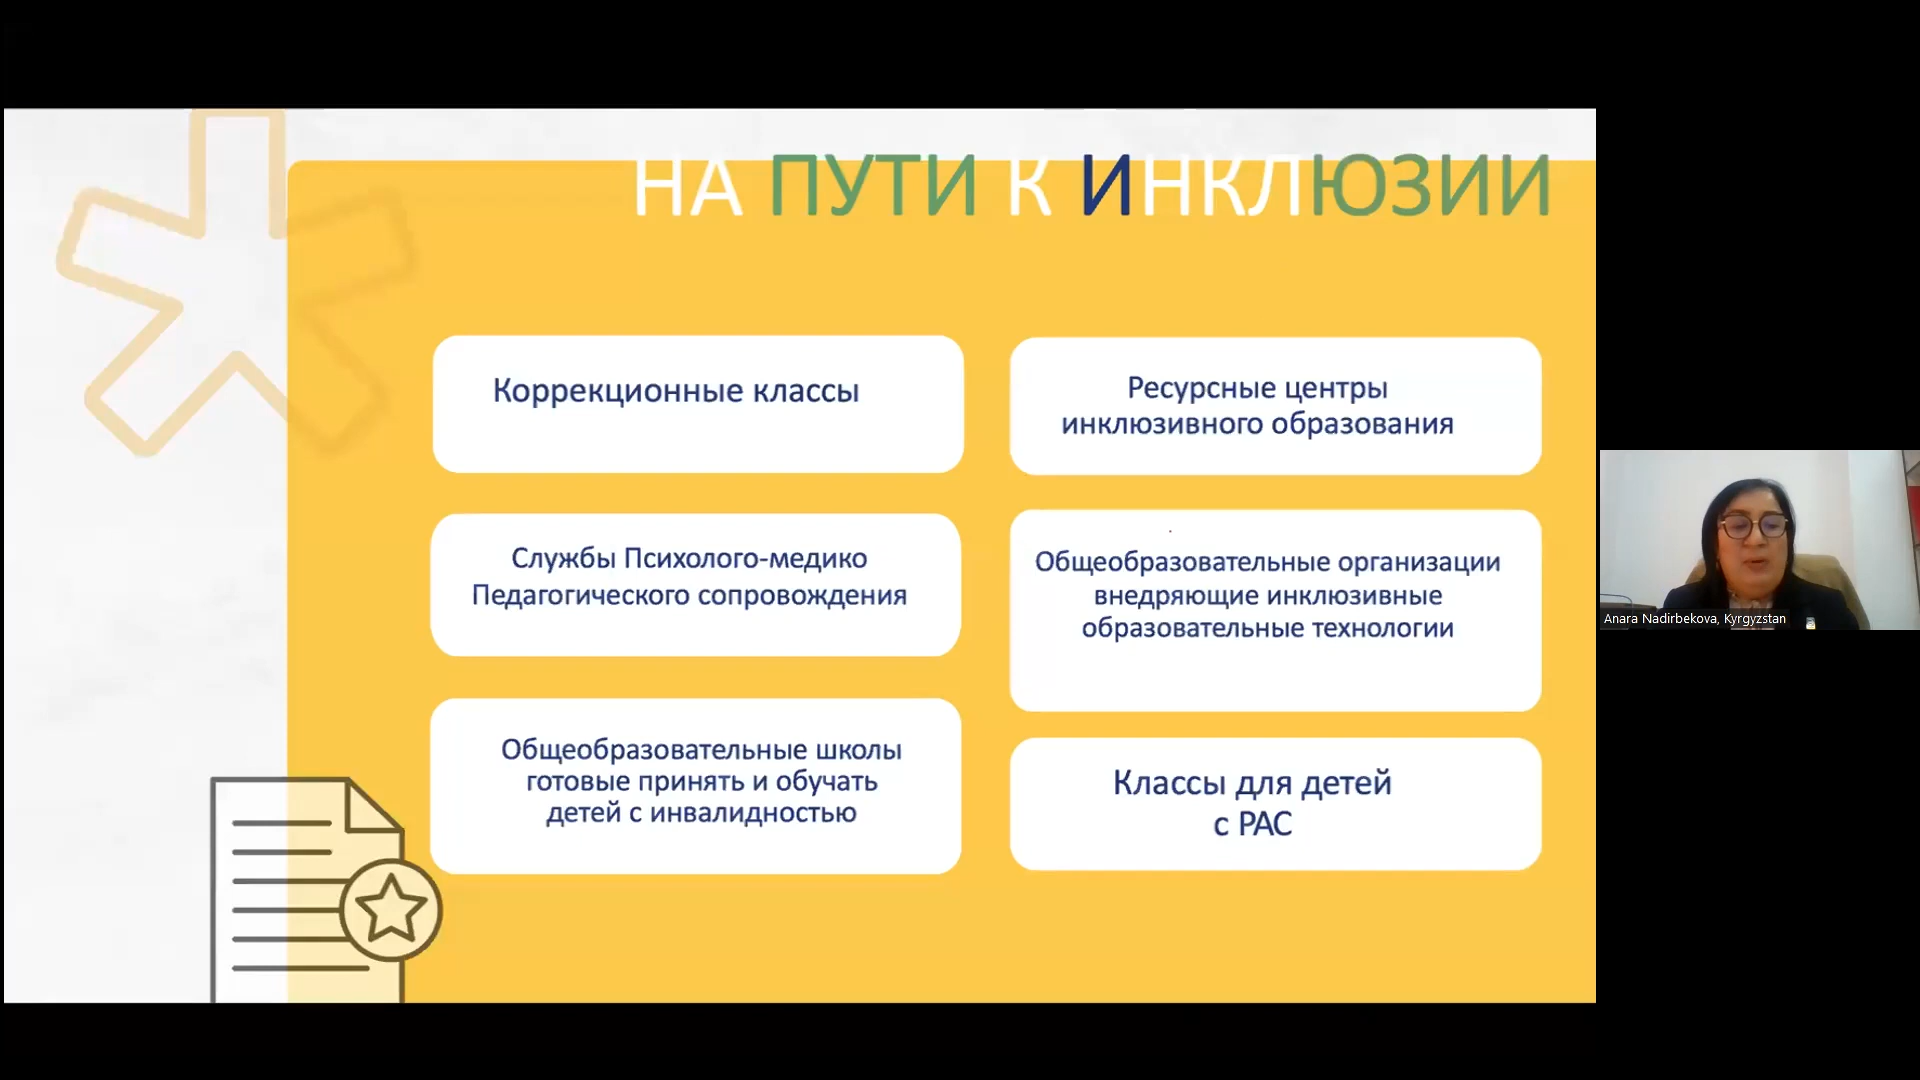 НА ПУТИ К ИНКЛЮЗИИ
Коррекционные классы
Ресурсные центры
инклюзивного образования
Службы Психолого-медико
Педагогического сопровождения
Общеобразовательные организации
внедряющие инклюзивные
образовательные технологии
Общеобразовательные школы
готовые принять и обучать
детей с инвалидностью
Классы для детей
с РАС
Anara Nadirbekova, Kyrgyzstan